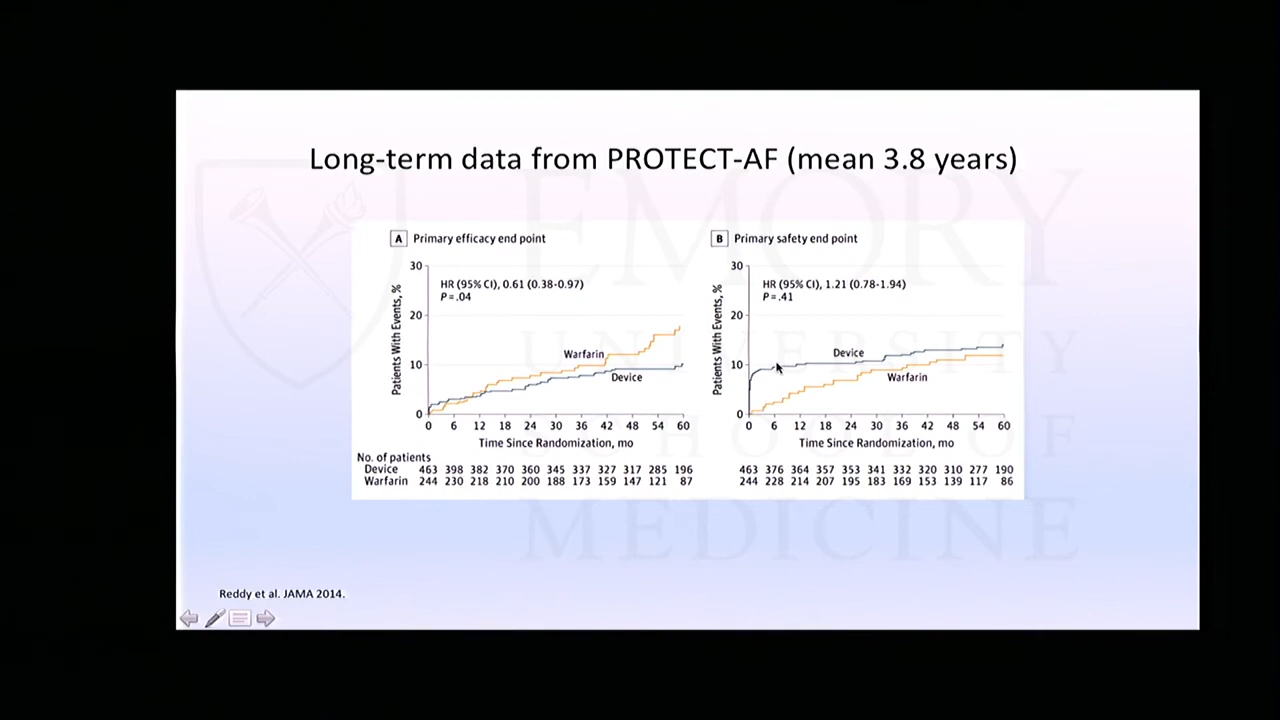 Long-term data from PROTECT-AF (mean 3.8 years)
A Primary efficacy end point
30
20
10
0
Patients With Events, %
HR (95% CI), 0.61 (0.38-0.97)
P = .04
Warfarin
Device
0 6 12 18 24 30 36 42 48 54 60
Time Since Randomization, mo
No. of patients
Device 463 398 382 370 360 345 337 327 317 285 196
Warfarin 244 230 218 210 200 188 173 159 147 121 87
B Primary safety end point
30
20
10
0
Patients With Events, %
HR (95% CI), 1.21 (0.78-1.94)
P = .41
Device
Warfarin
0 6 12 18 24 30 36 42 48 54 60
Time Since Randomization, mo
463 376 364 357 353 341 332 320 310 277 190
244 228 214 207 195 183 169 153 139 117 86
EMORY
UNIVERSITY
SCHOOL OF
MEDICINE
Reddy et al. JAMA 2014.